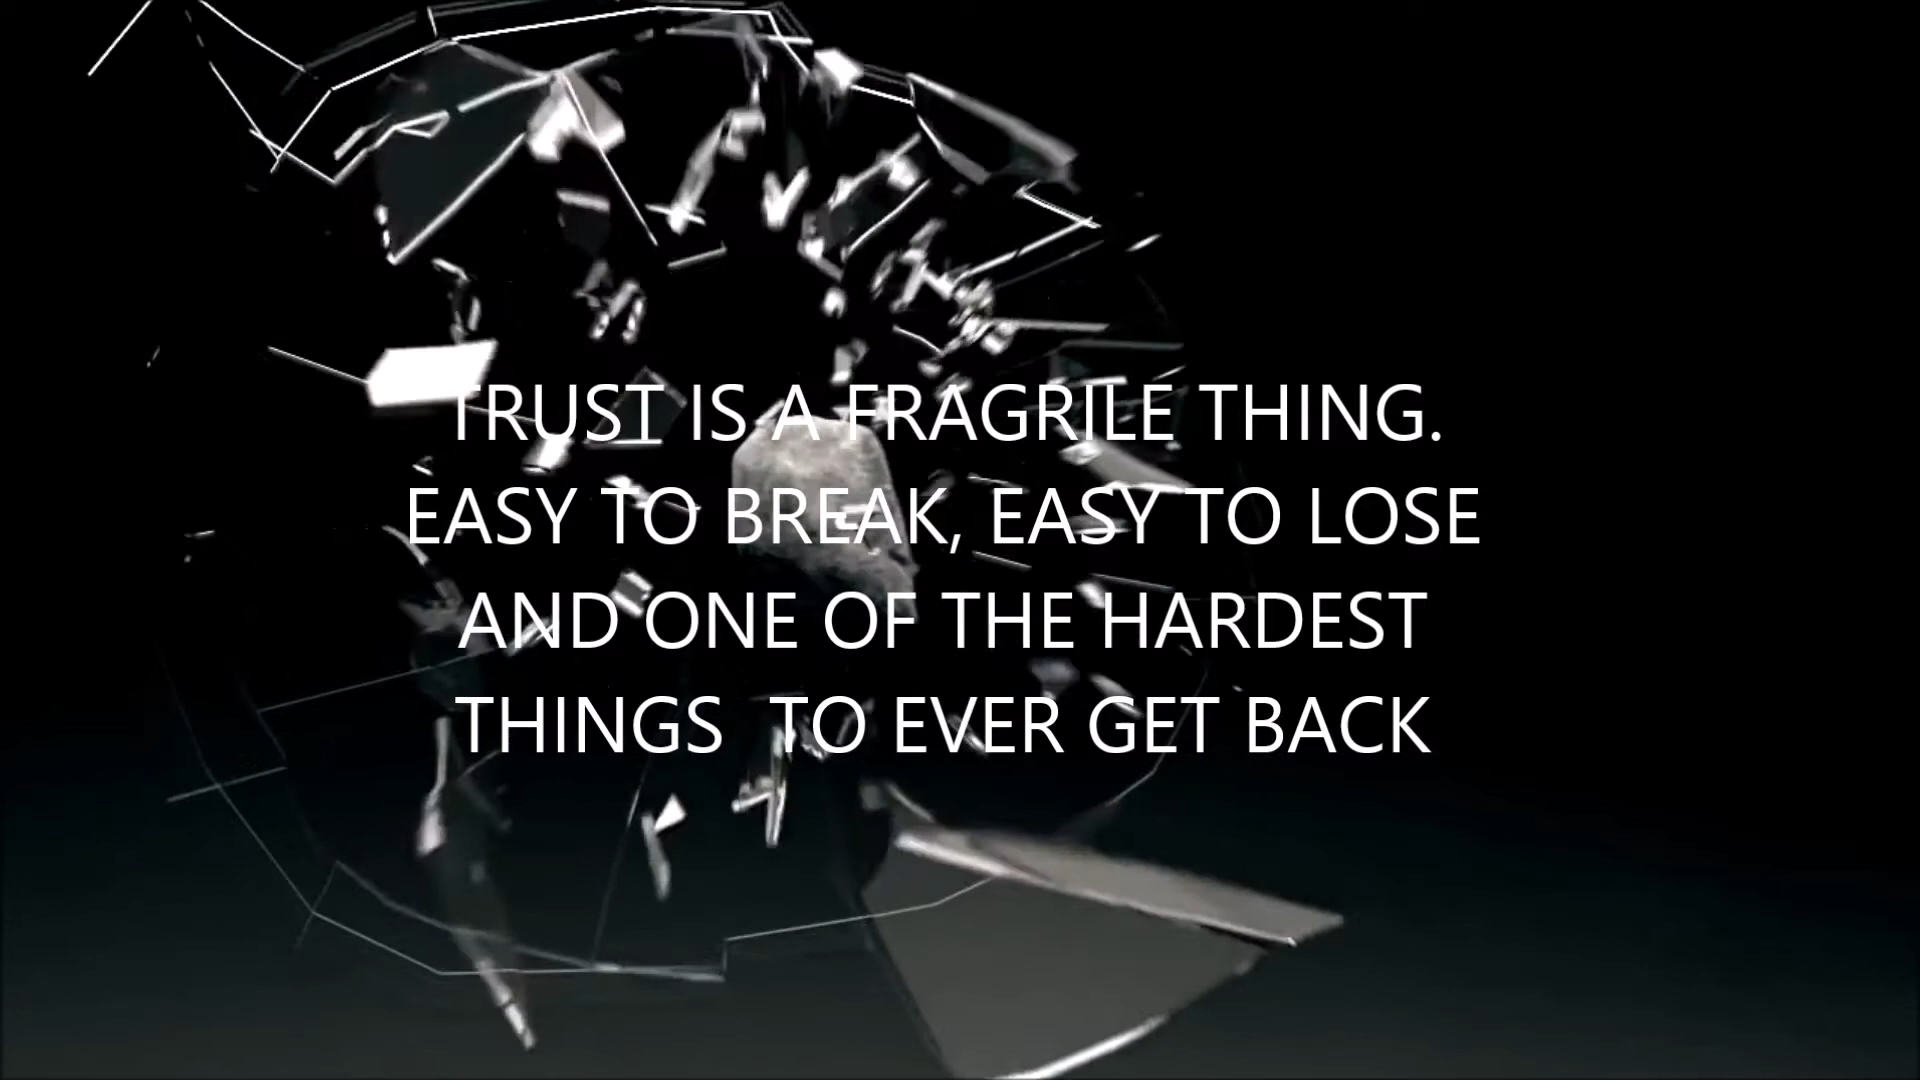 TRUST IS A FRAGRILE THING.
EASY TO BREAK, EASY TO LOSE
AND ONE OF THE HARDEST
THINGS  TO EVER GET BACK